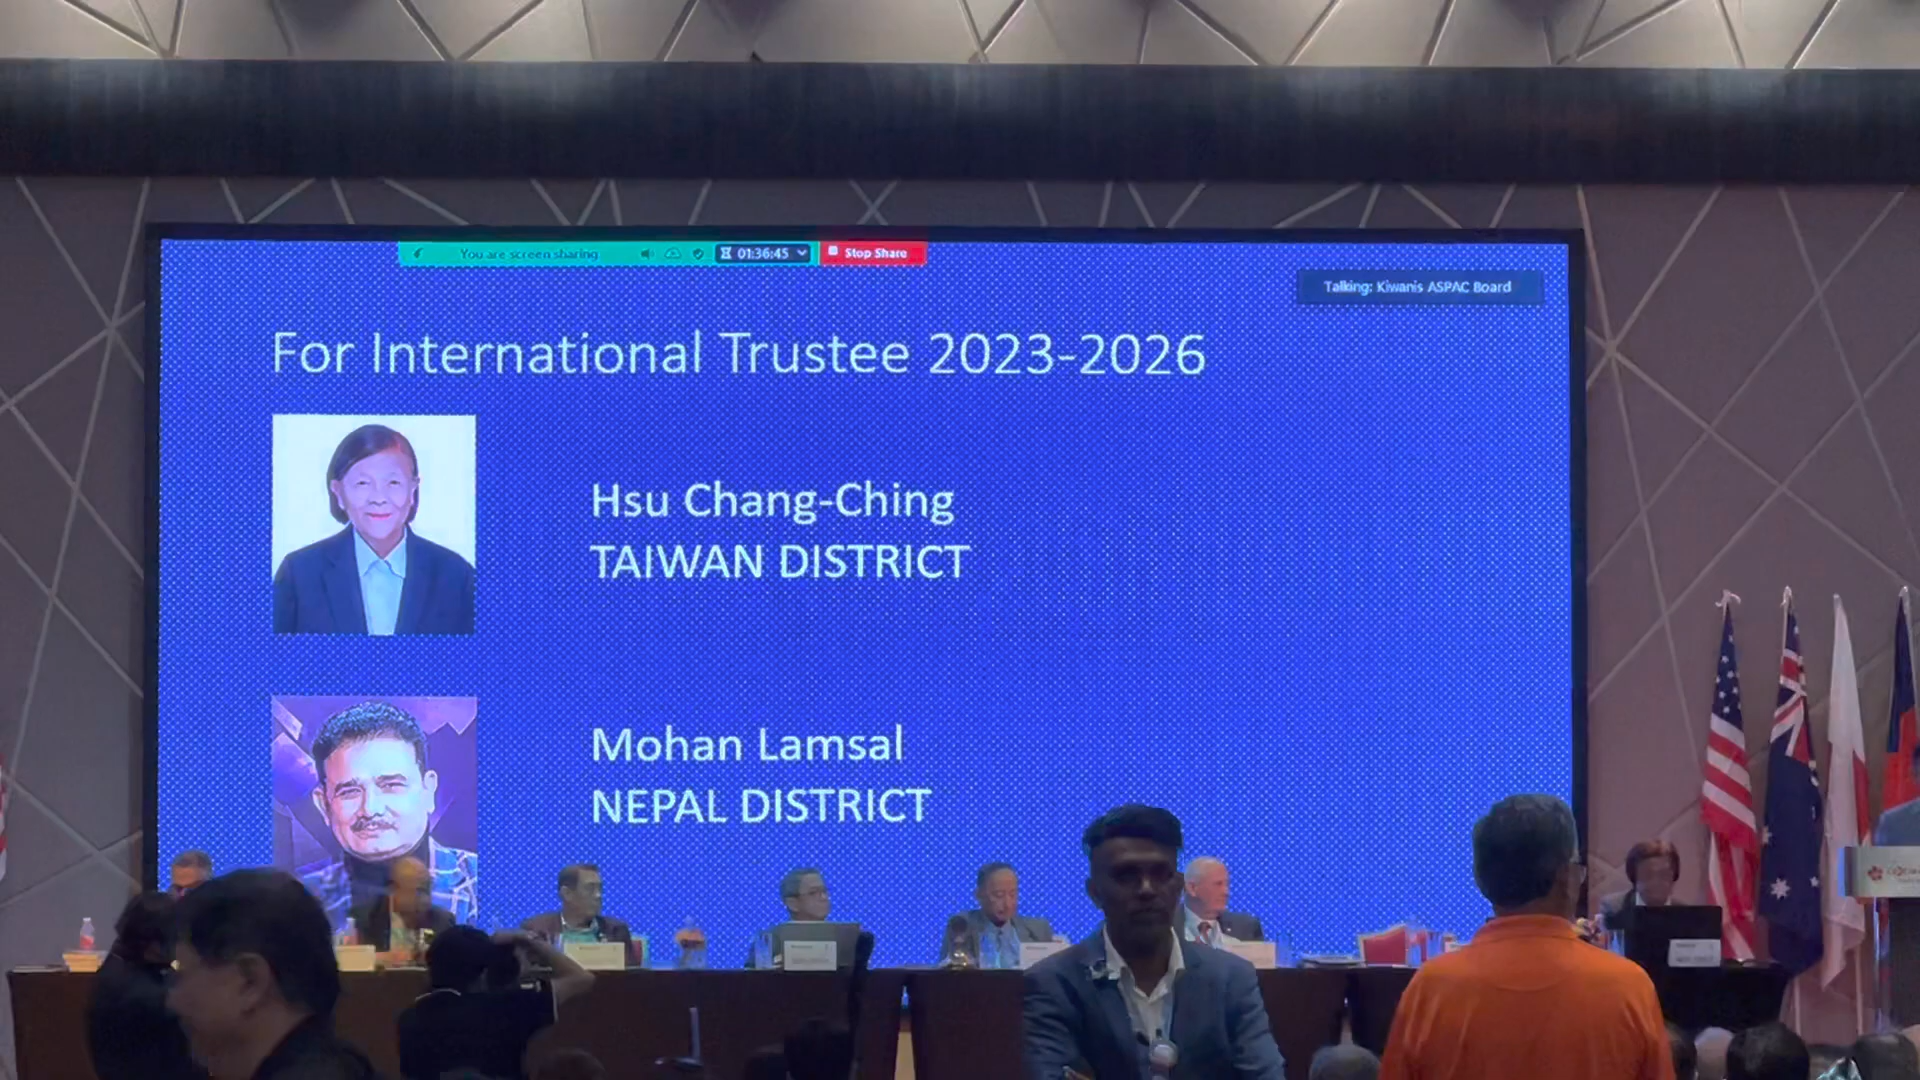 You are screen sharing
01:36:45
Stop Share
Talking: Kiwanis ASPAC Board
For International Trustee 2023-2026
Hsu Chang-Ching
TAIWAN DISTRICT
Mohan Lamsal
NEPAL DISTRICT